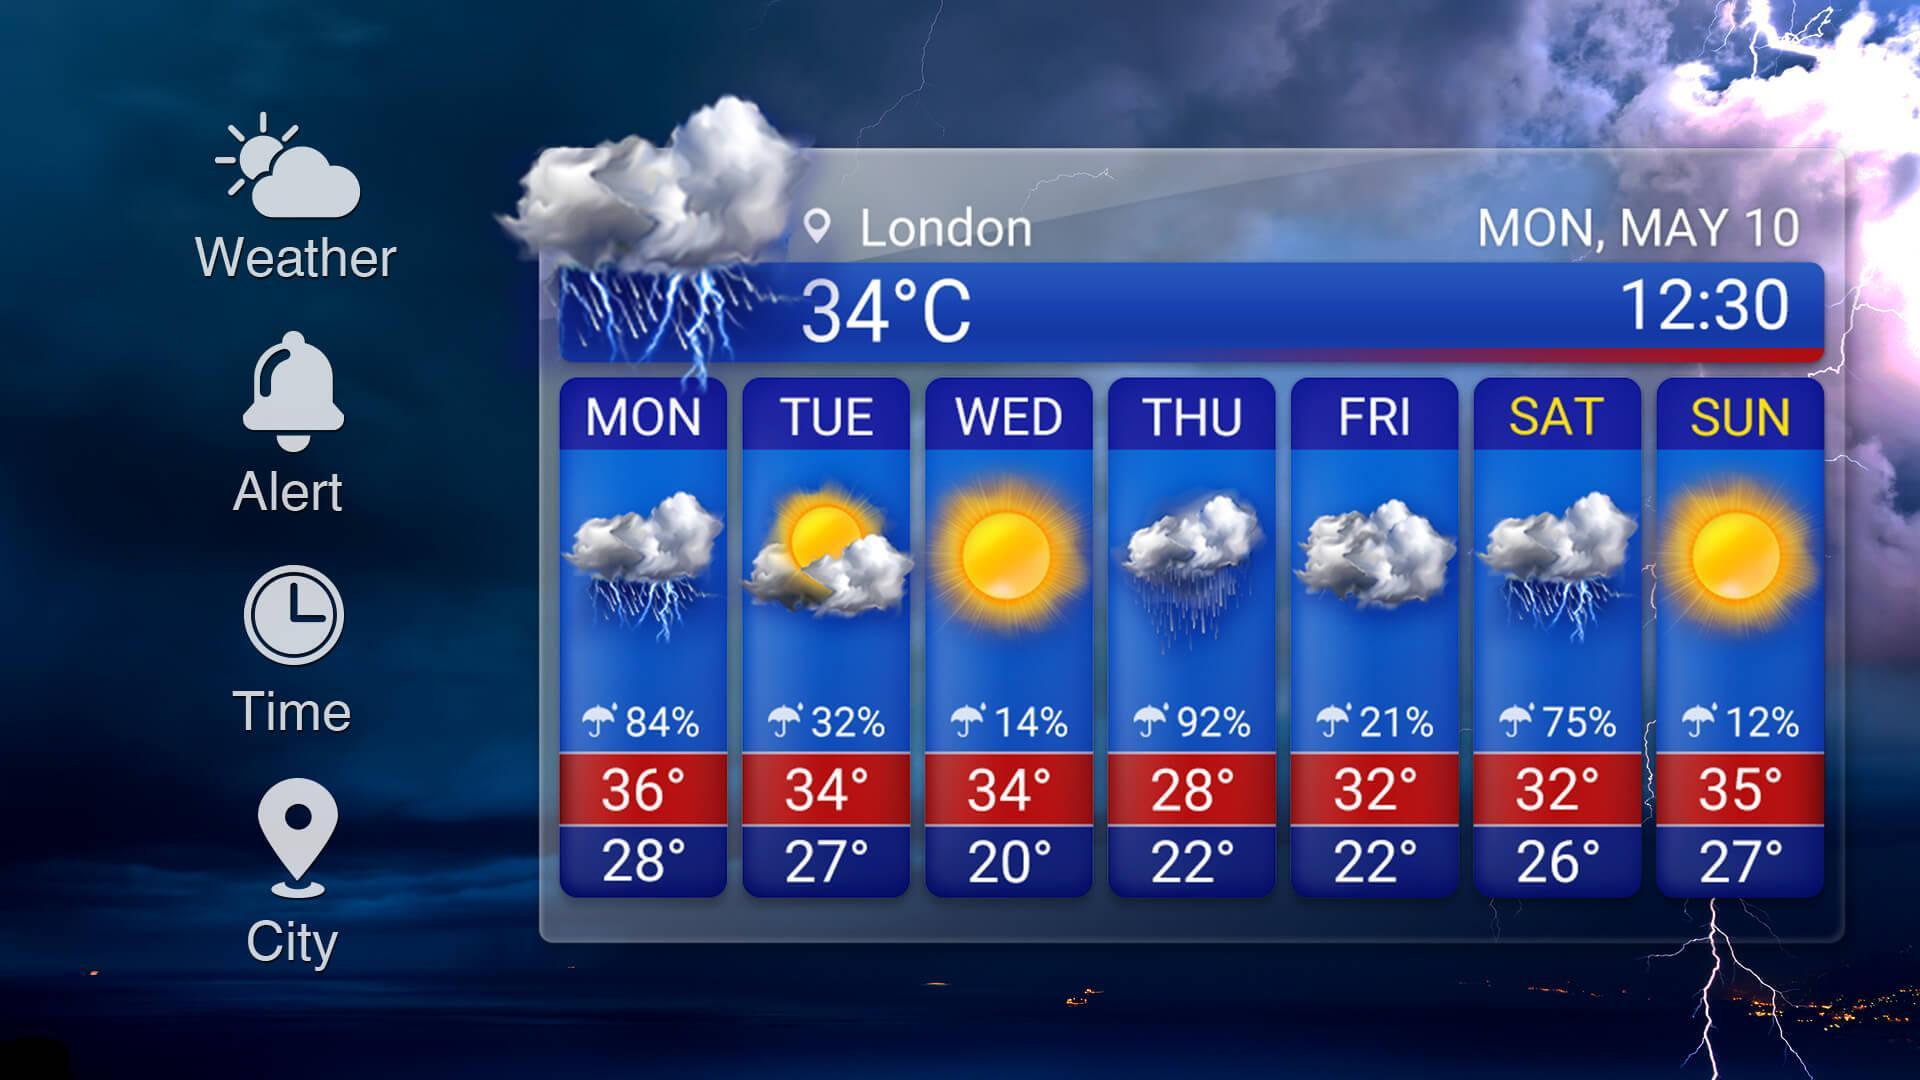 Weather
Alert
Time
City
London
MON, MAY 10
34°C
12:30
MON
TUE
WED
THU
FRI
SAT
SUN
84%
32%
14%
92%
21%
75%
12%
36°
34°
34°
28°
32°
32°
35°
28°
27°
20°
22°
22°
26°
27°